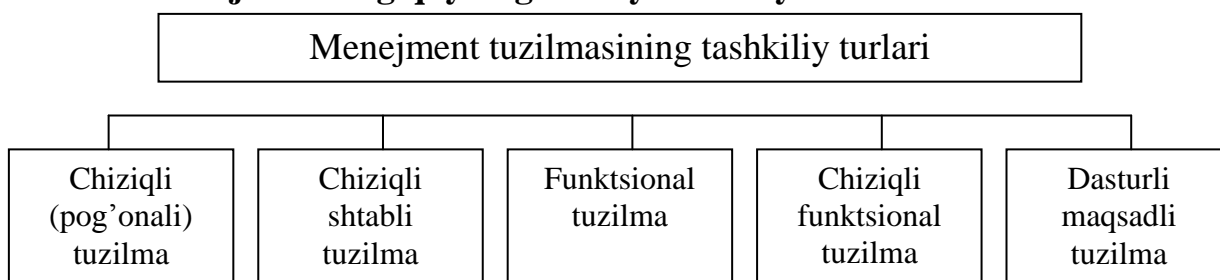 Menejment tuzilmasining tashkiliy turlari
Chiziqli
(pog’onali)
tuzilma
Chiziqli
shtabli
tuzilma
Funktsional
tuzilma
Chiziqli
funktsional
tuzilma
Dasturli
maqsadli
tuzilma